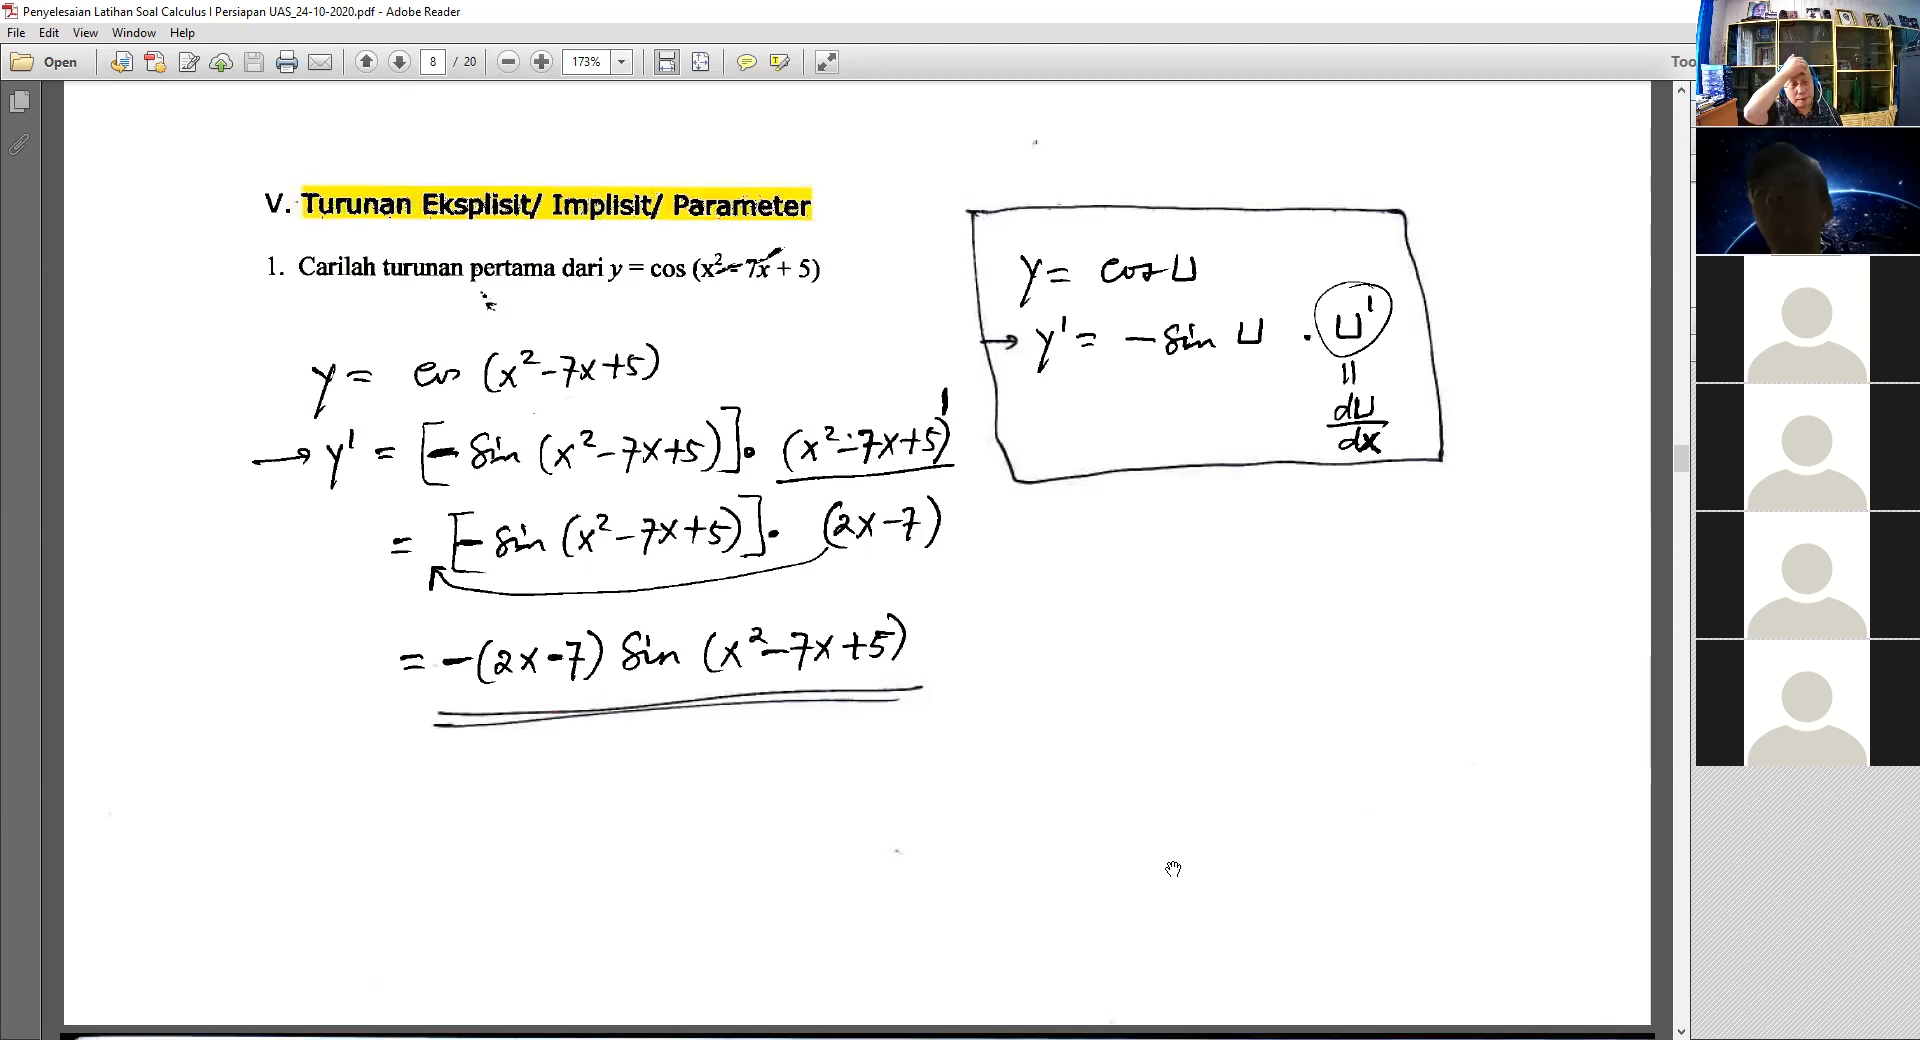 Penyelesaian Latihan Soal Calculus I Persiapan UAS_24-10-2020.pdf - Adobe Reader
File Edit View Window Help
Open 8 / 20 173% Too
V. Turunan Eksplisit/ Implisit/ Parameter
1. Carilah turunan pertama dari y = cos (x² - 7x + 5)
y = cos (x² - 7x + 5)
→ y' = [- Sin (x² - 7x + 5)] • (x² - 7x + 5)'
= [- Sin (x² - 7x + 5)] • (2x - 7)
= -(2x - 7) Sin (x² - 7x + 5)
y = cos U
→ y' = - Sin U · U'
=
dU
dx